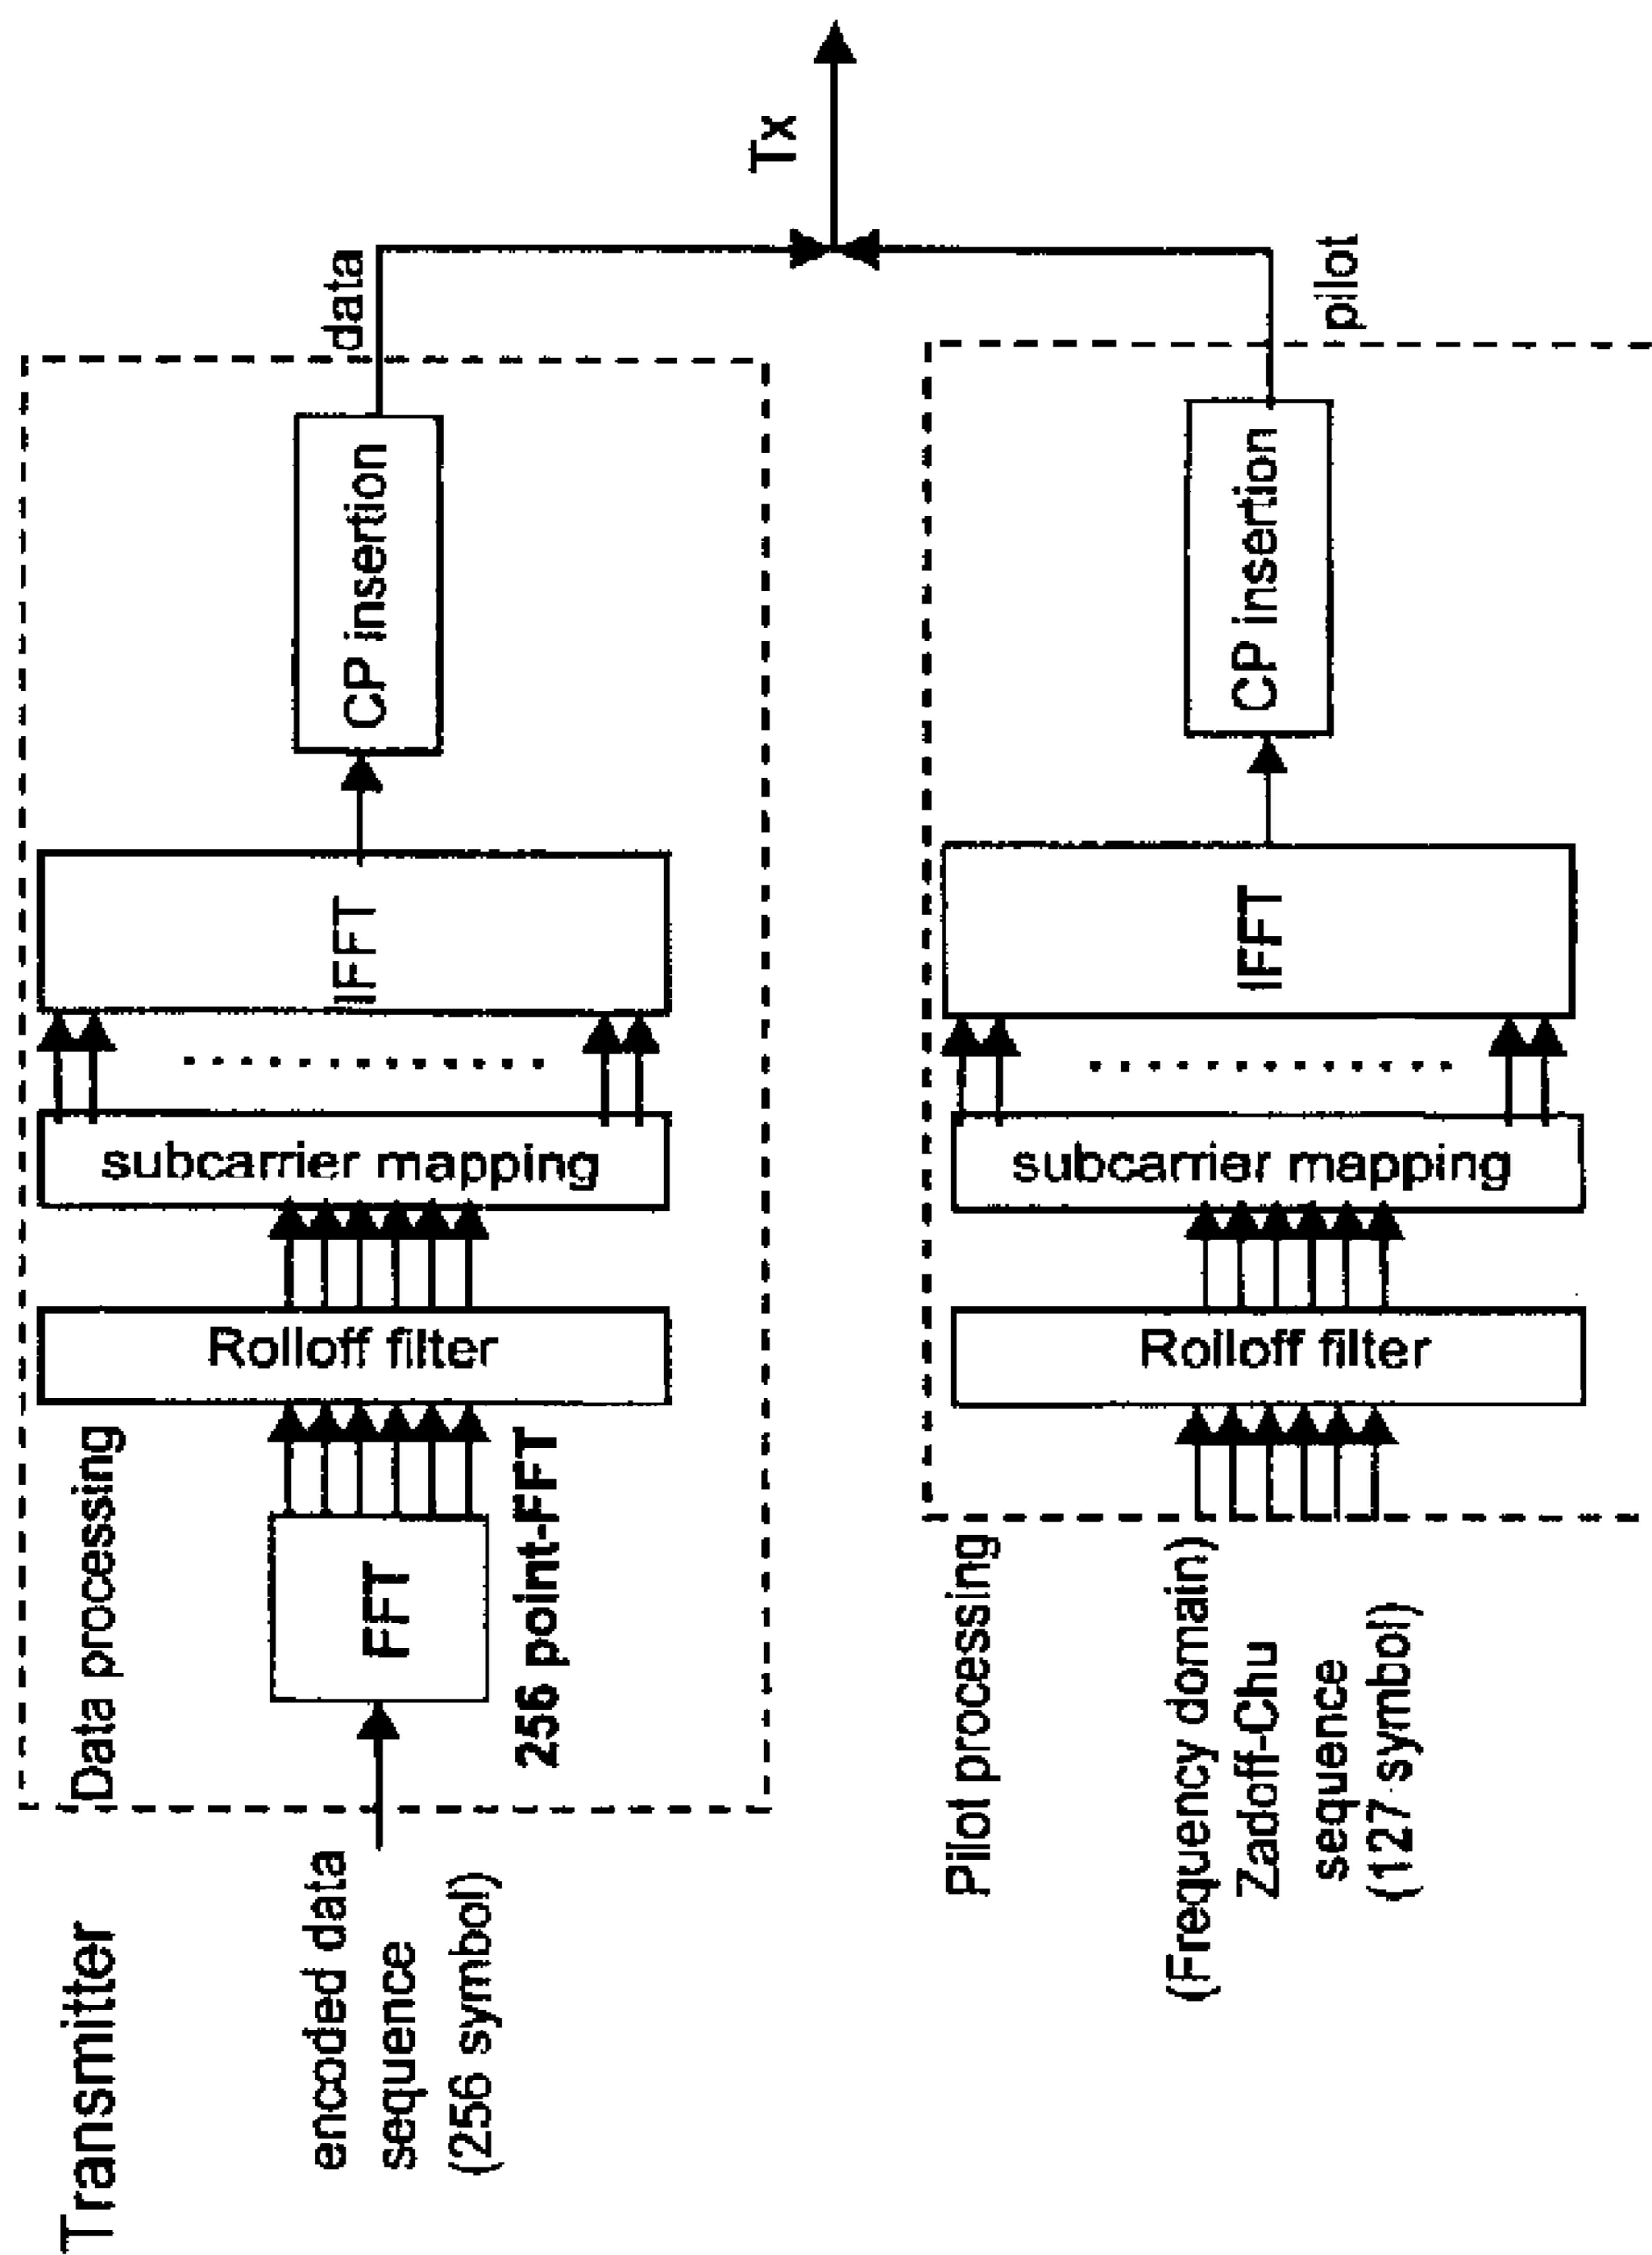 Transmitter
Data processing
encoded data
sequence
(256 symbol)
FFT
256 point-FFT
Rolloff filter
subcarrier mapping
IFFT
CP insertion
data
Tx
Pilot processing
(Frequency domain)
Zadoff-Chu
sequence
(127 symbol)
Rolloff filter
subcarrier mapping
IFFT
CP insertion
pilot